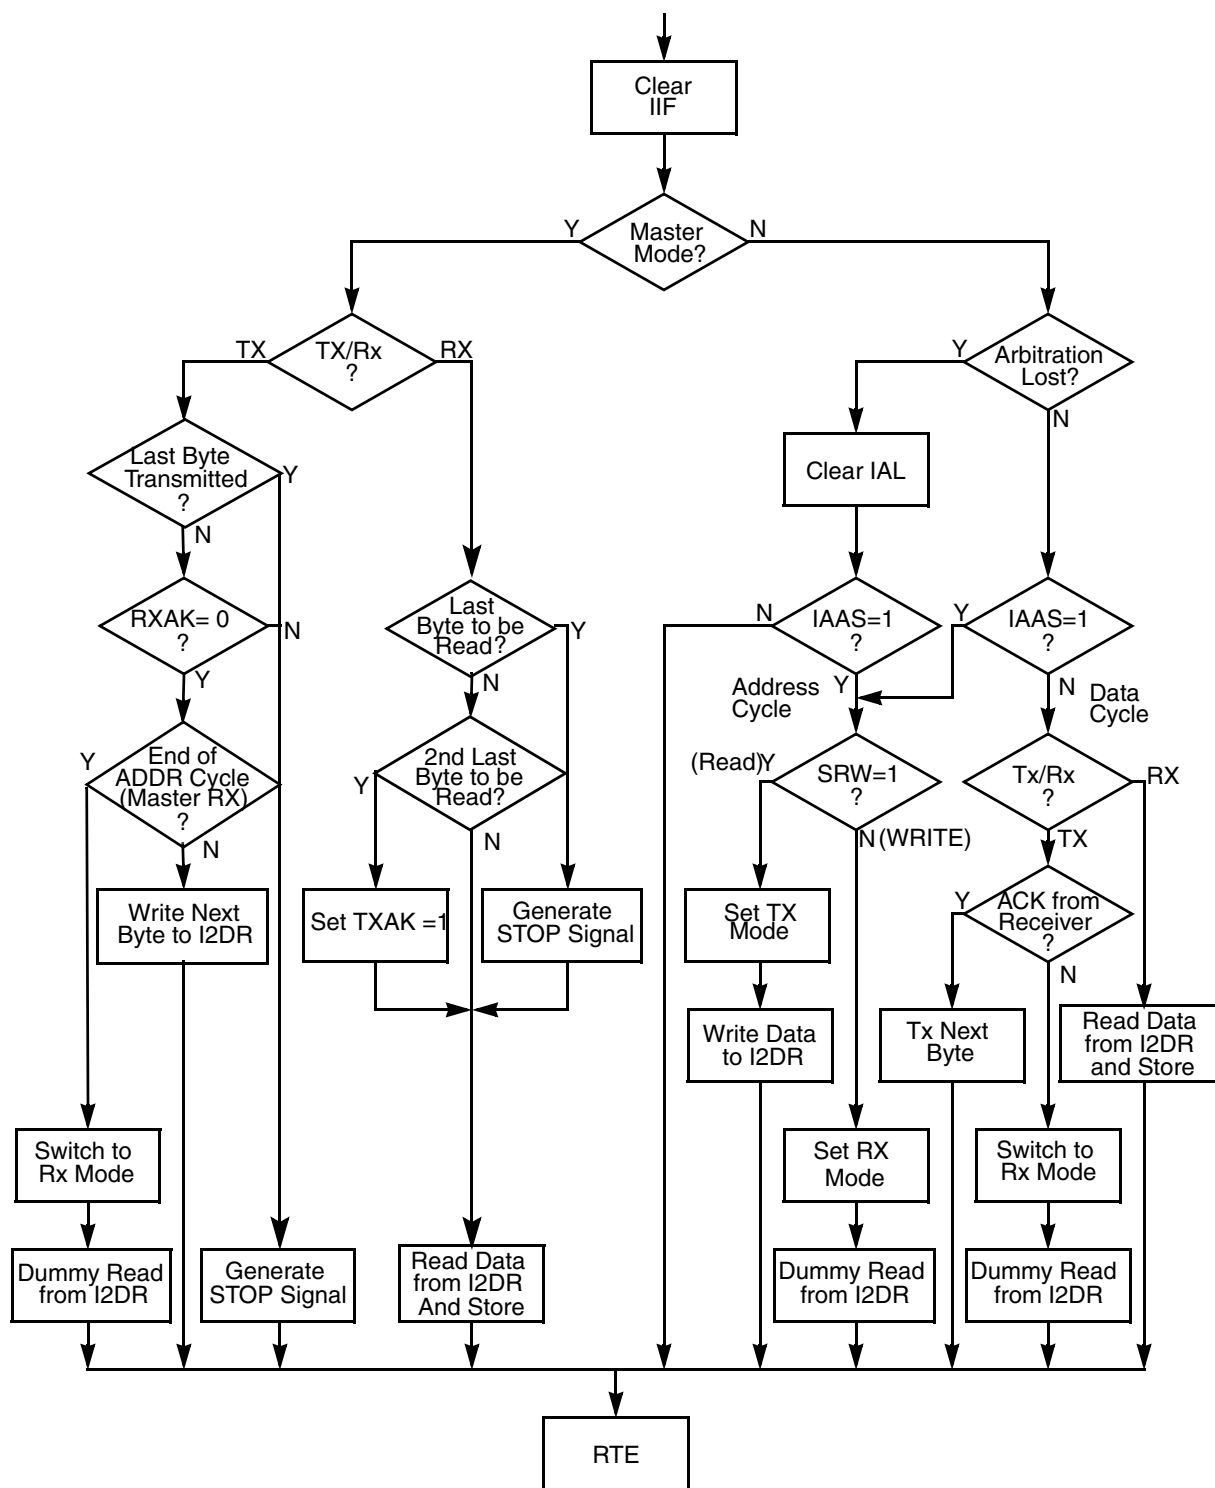 Clear
IIF
Y
Master
Mode?
N
TX
TX/Rx
?
RX
Y
Arbitration
Lost?
N
Last Byte
Transmitted
?
Y
N
Clear IAL
RXAK= 0
?
N
Y
Last
Byte to be
Read?
Y
N
N
IAAS=1
?
Y
Address
Cycle
Y
IAAS=1
?
N
Data
Cycle
Y
End of
ADDR Cycle
(Master RX)
?
N
Y
2nd Last
Byte to be
Read?
N
(Read)
Y
SRW=1
?
N
(WRITE)
Tx/Rx
?
RX
TX
Write Next
Byte to I2DR
Set TXAK =1
Generate
STOP Signal
Set TX
Mode
Y
ACK from
Receiver
?
N
Write Data
to I2DR
Tx Next
Byte
Read Data
from I2DR
and Store
Switch to
Rx Mode
Set RX
Mode
Switch to
Rx Mode
Dummy Read
from I2DR
Generate
STOP Signal
Read Data
from I2DR
And Store
Dummy Read
from I2DR
Dummy Read
from I2DR
RTE